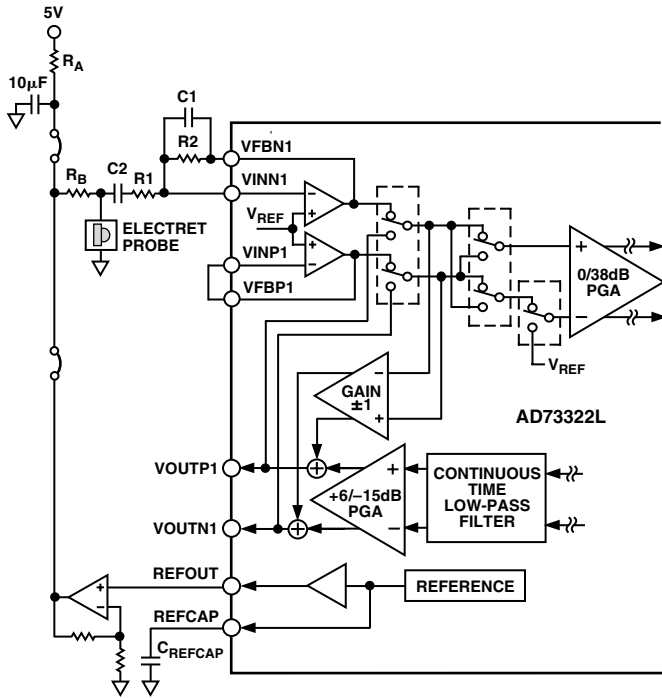 5V
RA
10µF
C1
R2
VFBN1
RB
C2
R1
VINN1
VREF
ELECTRET
PROBE
VINP1
VFBP1
0/38dB
PGA
VREF
GAIN
±1
AD73322L
VOUTP1
+6/–15dB
PGA
CONTINUOUS
TIME
LOW-PASS
FILTER
VOUTN1
REFOUT
REFERENCE
REFCAP
CREFCAP